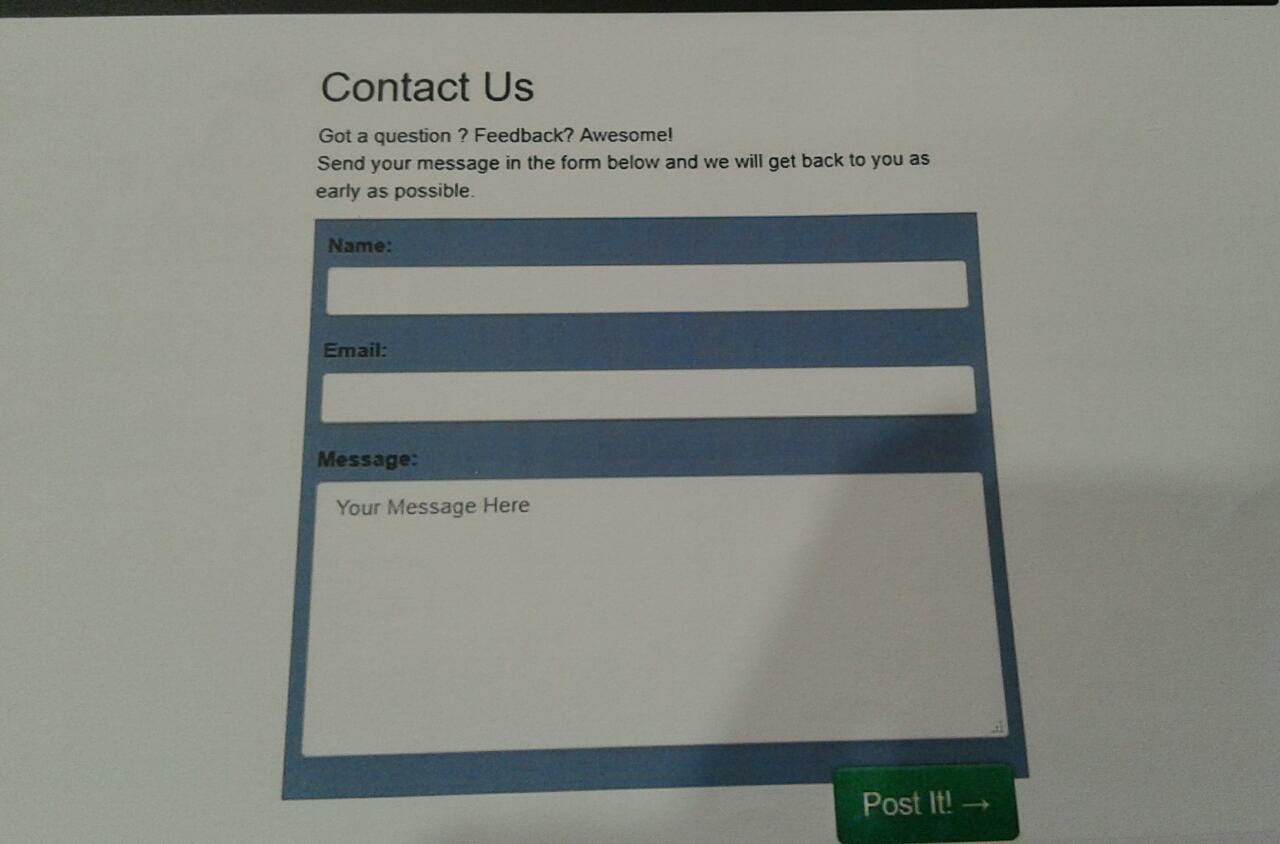 Contact Us
Got a question ? Feedback? Awesome!
Send your message in the form below and we will get back to you as
early as possible.
Name:
Email:
Message:
Your Message Here
Post It! →